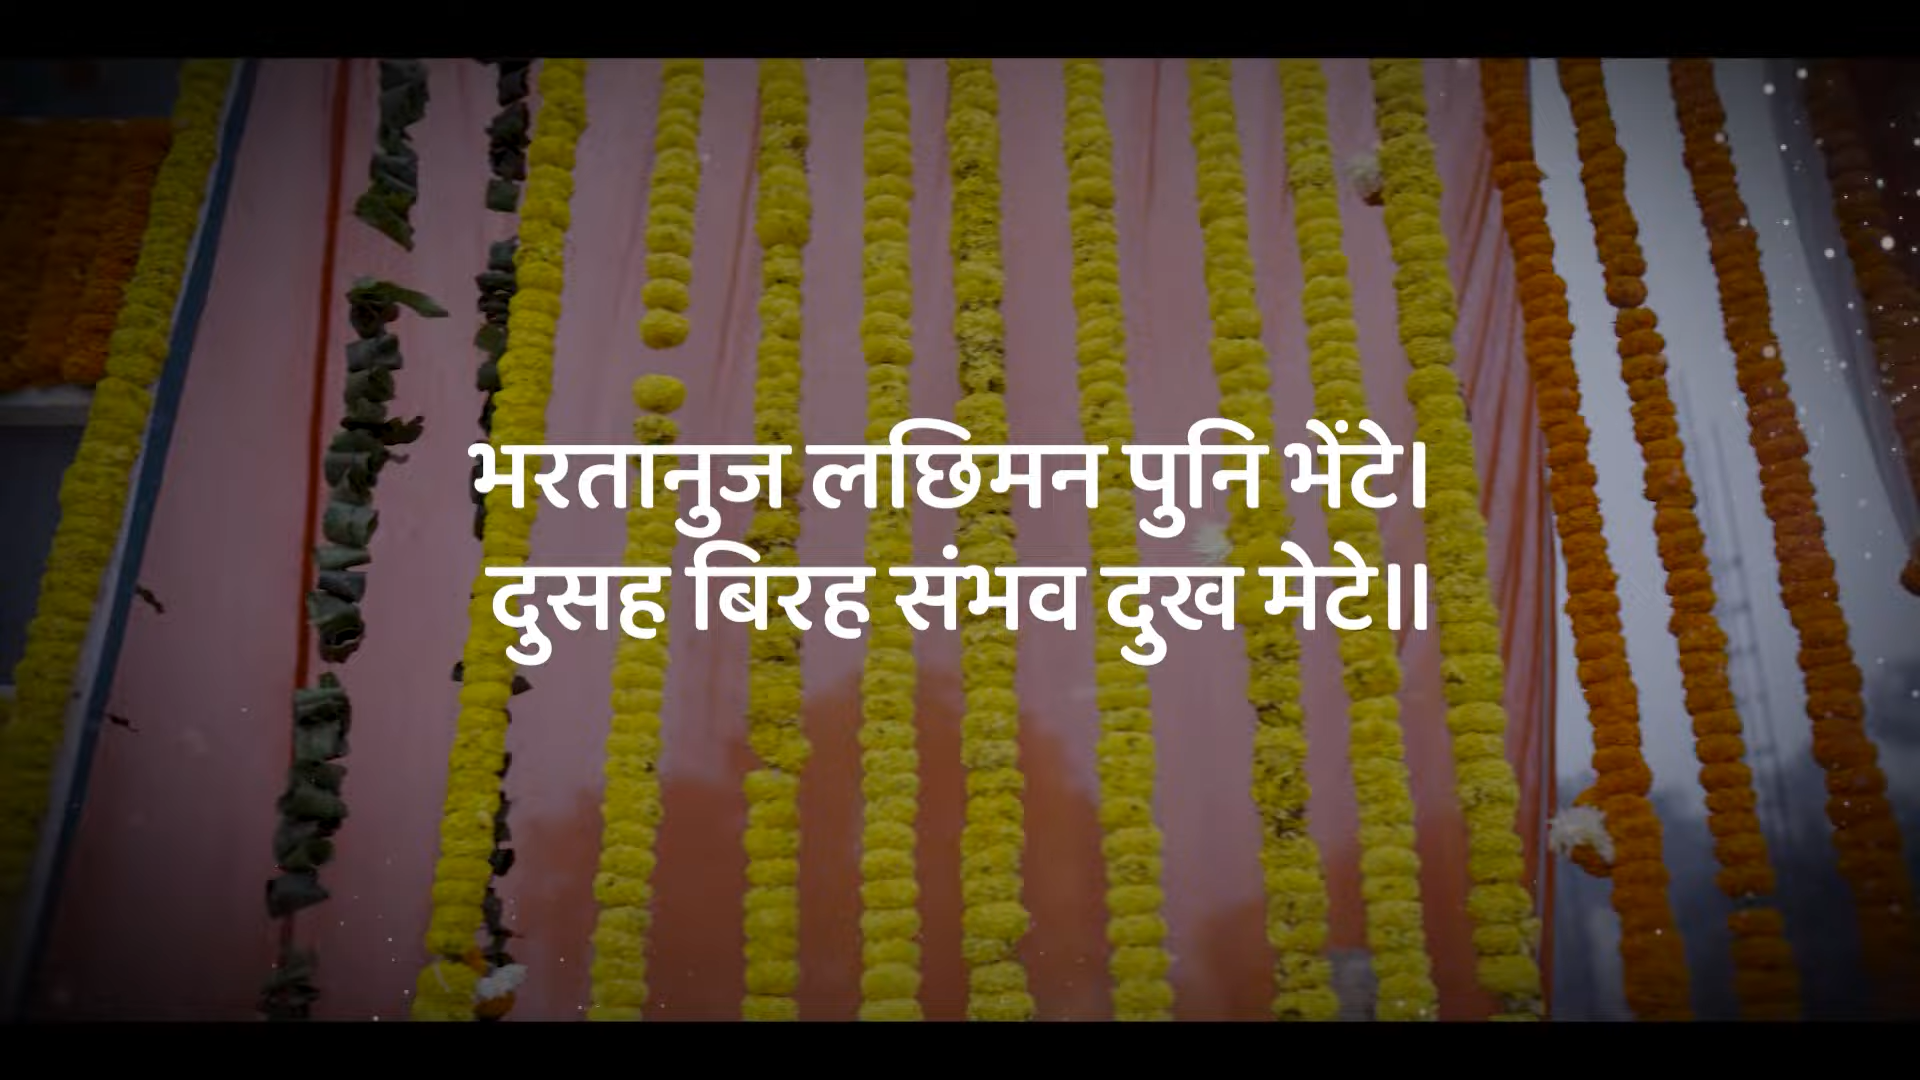 भरतानुज लछिमन पुनि भेंटे।
दुसह बिरह संभव दुख मेटे॥